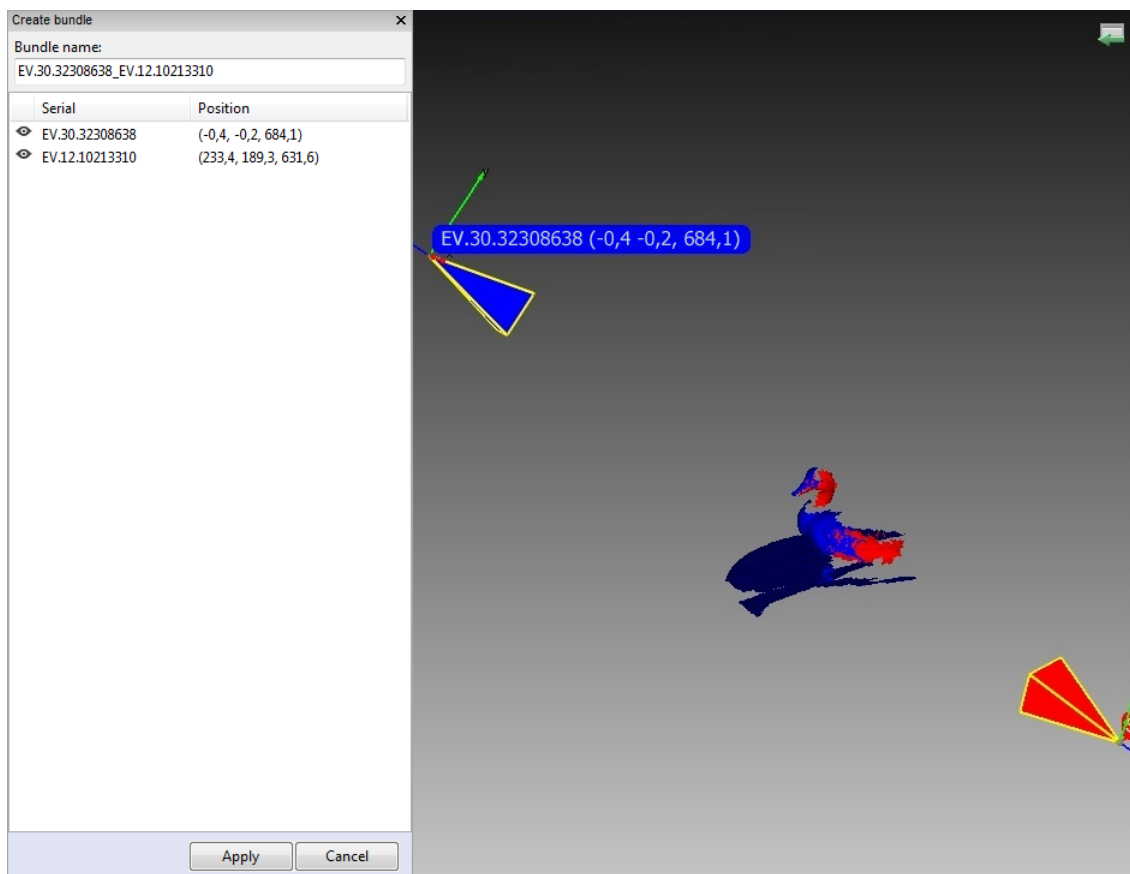 Create bundle
Bundle name:
EV.30.32308638_EV.12.10213310
Serial Position
EV.30.32308638 (-0,4, -0,2, 684,1)
EV.12.10213310 (233,4, 189,3, 631,6)
Apply Cancel
EV.30.32308638 (-0,4 -0,2, 684,1)